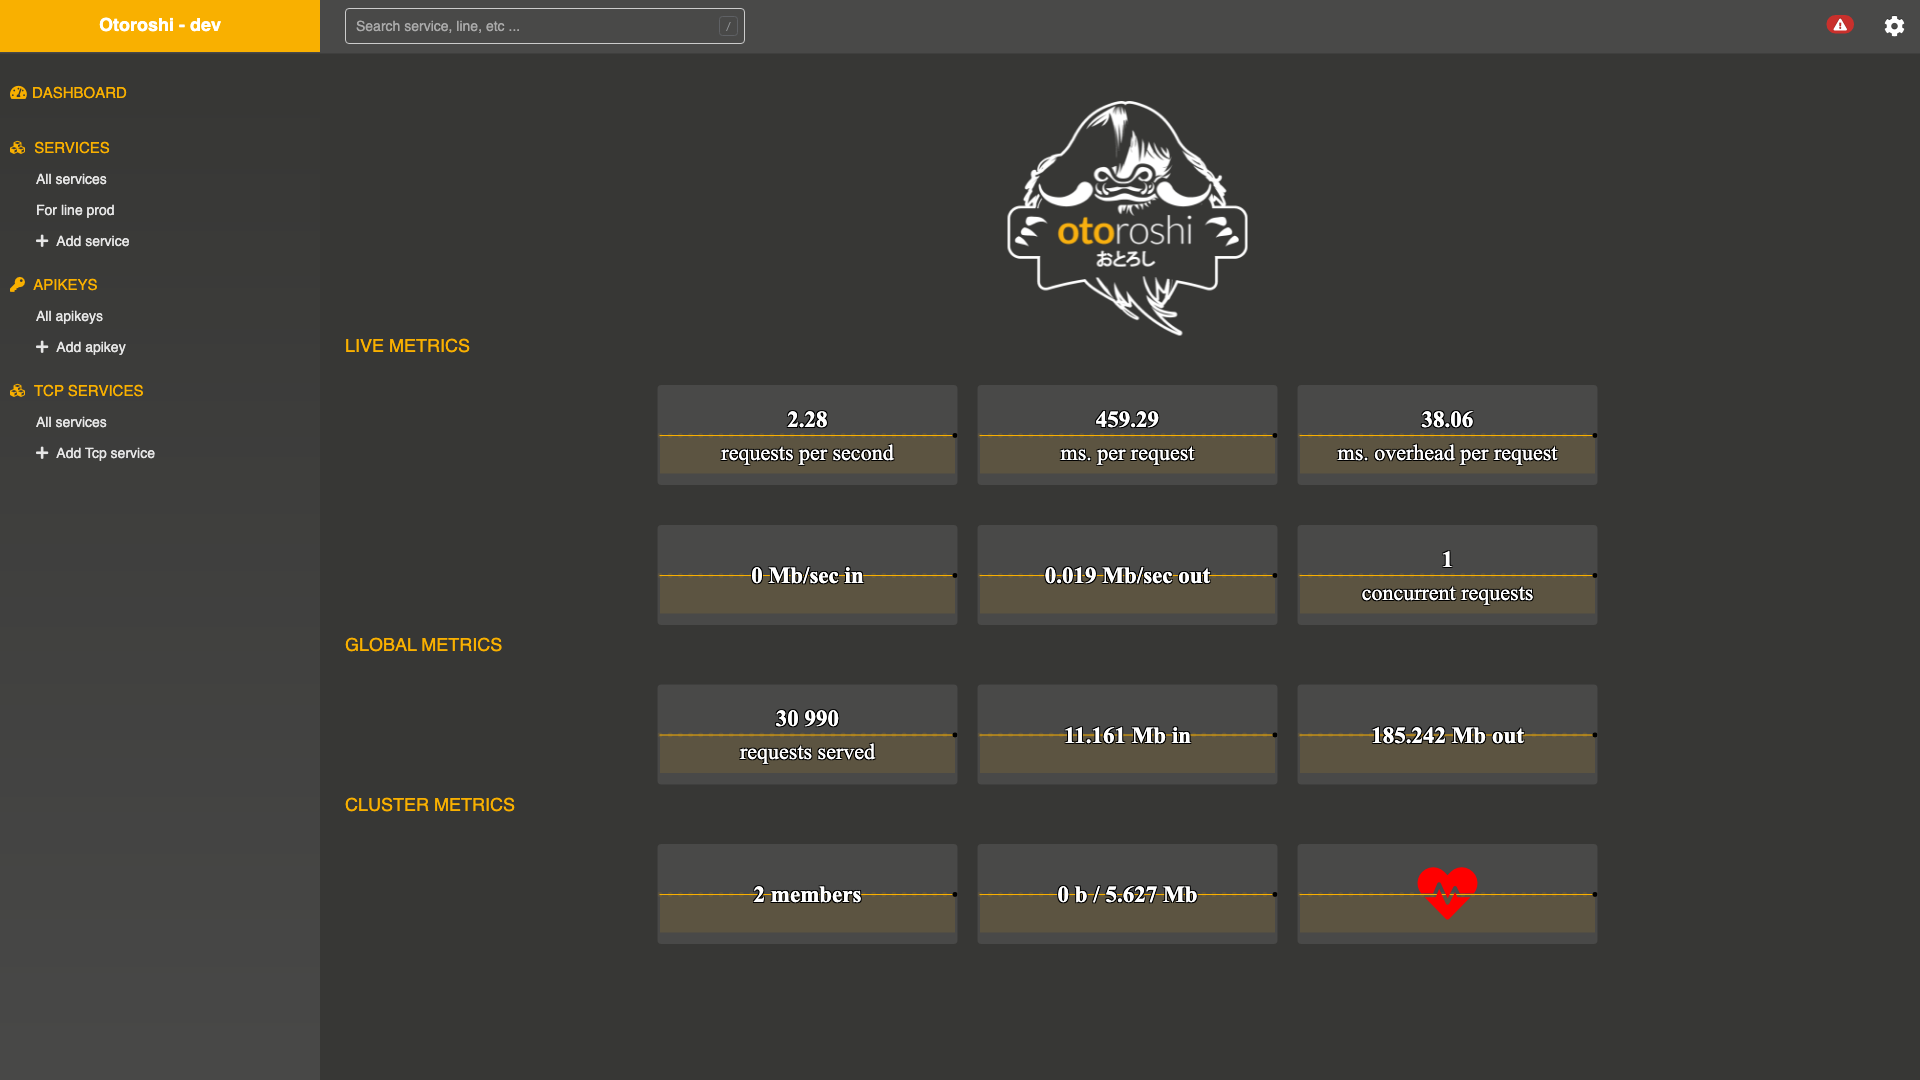 Otoroshi - dev
Search service, line, etc ...
/
DASHBOARD
SERVICES
All services
For line prod
Add service
APIKEYS
All apikeys
Add apikey
TCP SERVICES
All services
Add Tcp service
otoroshi
おとろし
LIVE METRICS
2.28
requests per second
459.29
ms. per request
38.06
ms. overhead per request
0 Mb/sec in
0.019 Mb/sec out
1
concurrent requests
GLOBAL METRICS
30 990
requests served
11.161 Mb in
185.242 Mb out
CLUSTER METRICS
2 members
0 b / 5.627 Mb